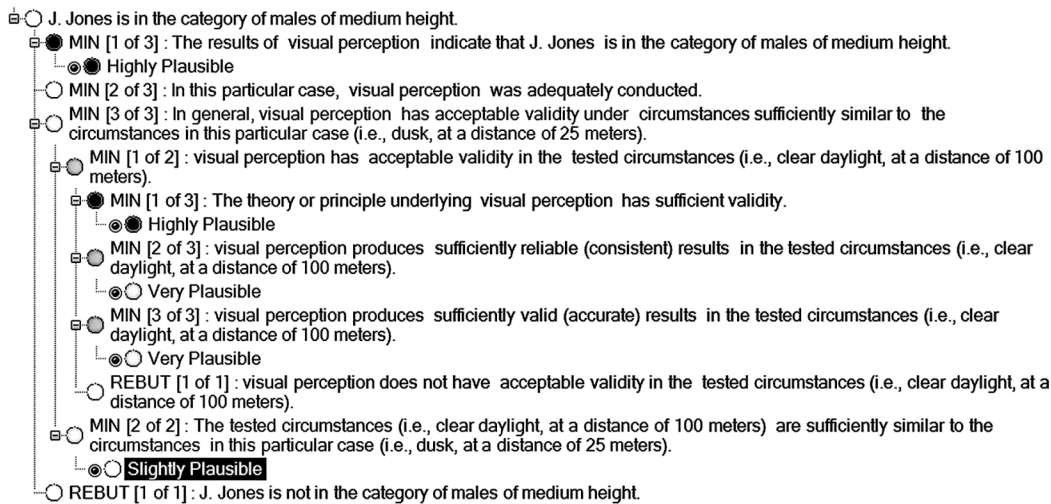 J. Jones is in the category of males of medium height.
MIN [1 of 3] : The results of visual perception indicate that J. Jones is in the category of males of medium height.
Highly Plausible
MIN [2 of 3] : In this particular case, visual perception was adequately conducted.
MIN [3 of 3] : In general, visual perception has acceptable validity under circumstances sufficiently similar to the
circumstances in this particular case (i.e., dusk, at a distance of 25 meters).
MIN [1 of 2] : visual perception has acceptable validity in the tested circumstances (i.e., clear daylight, at a distance of 100
meters).
MIN [1 of 3] : The theory or principle underlying visual perception has sufficient validity.
Highly Plausible
MIN [2 of 3] : visual perception produces sufficiently reliable (consistent) results in the tested circumstances (i.e., clear
daylight, at a distance of 100 meters).
Very Plausible
MIN [3 of 3] : visual perception produces sufficiently valid (accurate) results in the tested circumstances (i.e., clear
daylight, at a distance of 100 meters).
Very Plausible
REBUT [1 of 1] : visual perception does not have acceptable validity in the tested circumstances (i.e., clear daylight, at a
distance of 100 meters).
MIN [2 of 2] : The tested circumstances (i.e., clear daylight, at a distance of 100 meters) are sufficiently similar to the
circumstances in this particular case (i.e., dusk, at a distance of 25 meters).
Slightly Plausible
REBUT [1 of 1] : J. Jones is not in the category of males of medium height.